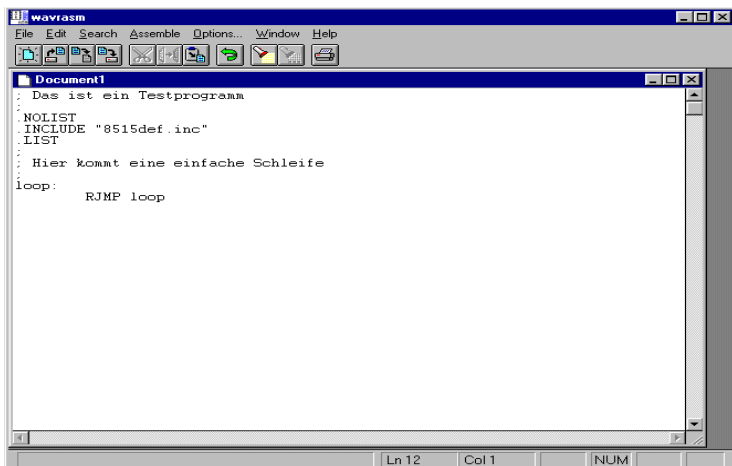 wavrasm
File Edit Search Assemble Options... Window Help
Document1
; Das ist ein Testprogramm
;
.NOLIST
.INCLUDE "8515def.inc"
.LIST
;
; Hier kommt eine einfache Schleife
;
loop:
RJMP loop
Ln 12 Col 1 NUM